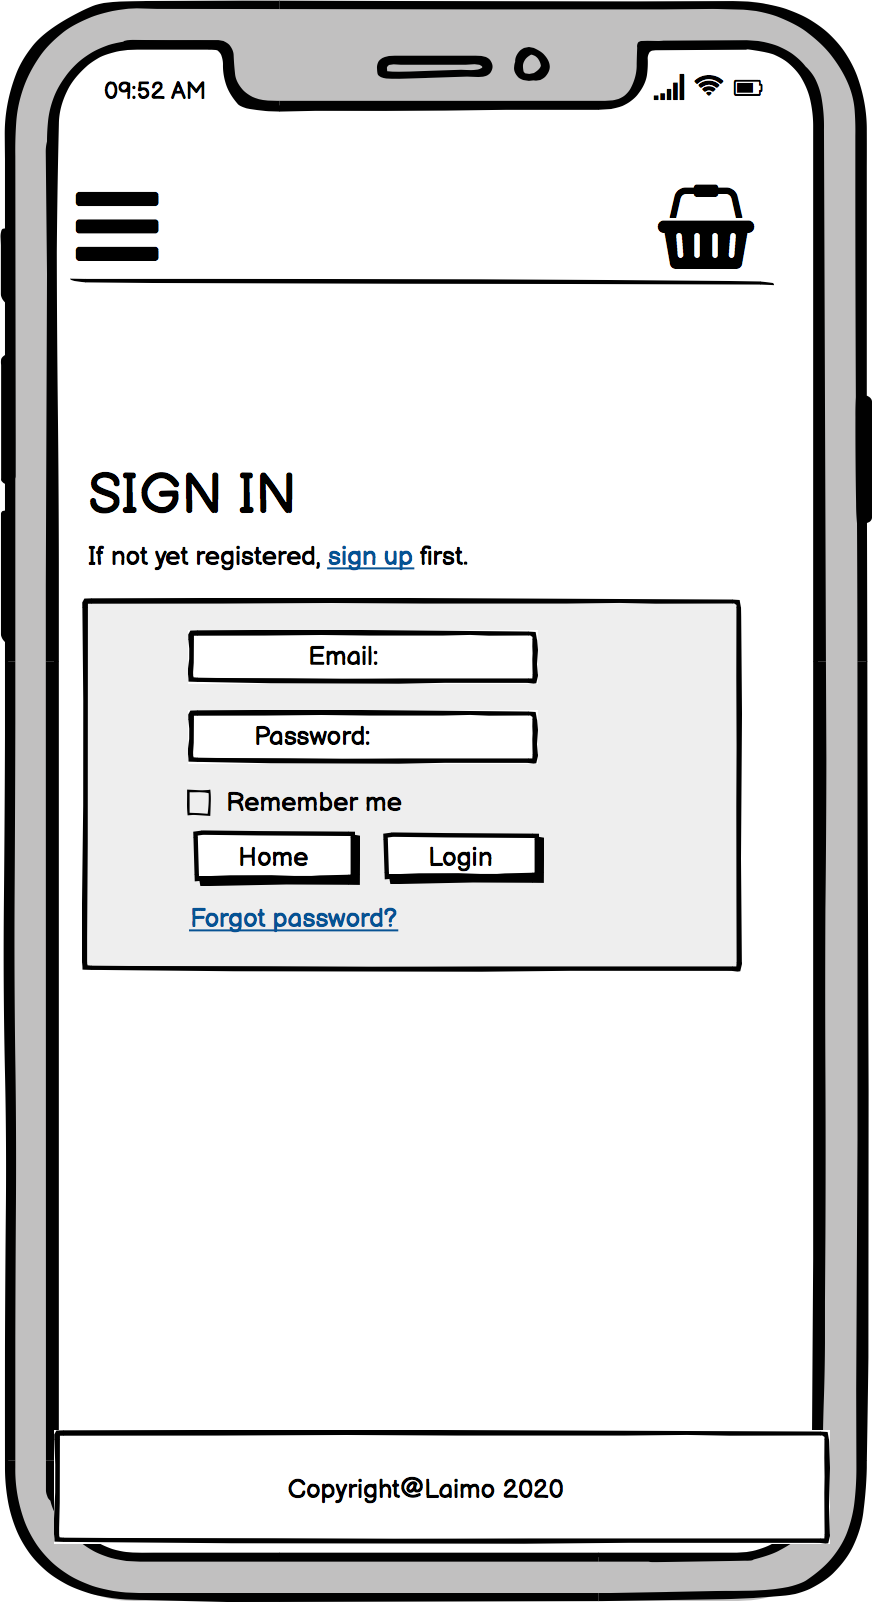 09:52 AM
SIGN IN
If not yet registered, sign up first.
Email:
Password:
Remember me
Home Login
Forgot password?
Copyright@Laimo 2020